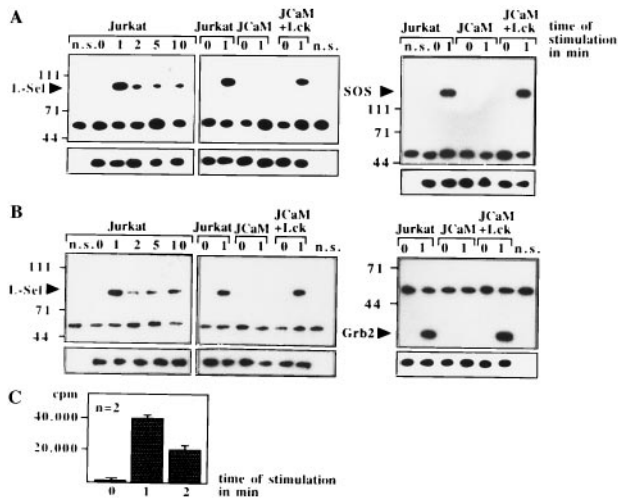 A
Jurkat
n.s. 0 1 2 5 10
Jurkat JCaM JCaM +Lck
0 1 0 1 0 1 n.s.
111
L-Sel
71
44
Jurkat JCaM JCaM +Lck
n.s. 0 1 0 1 0 1
time of stimulation in min
SOS
111
71
44
B
Jurkat
n.s. 0 1 2 5 10
Jurkat JCaM JCaM +Lck
0 1 0 1 0 1 n.s.
111
L-Sel
71
44
Jurkat JCaM JCaM +Lck
0 1 0 1 0 1 n.s.
71
44
Grb2
C
cpm
n=2
40.000
20.000
0 1 2
time of stimulation in min